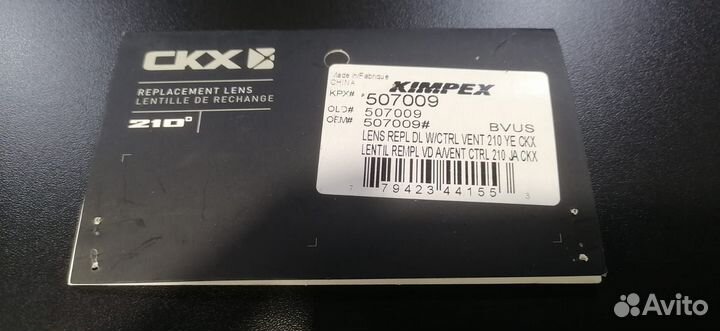 CKX
REPLACEMENT LENS
LENTILLE DE RECHANGE
210°
Made in/Fabrique
CHINA
KIMPEX
KPX# *507009
OLD# 507009
OEM# 507009# BVUS
LENS REPL DL W/CTRL VENT 210 YE CKX
LENTIL REMPL VD A/VENT CTRL 210 JA CKX
7 79423 44155 3
Avito